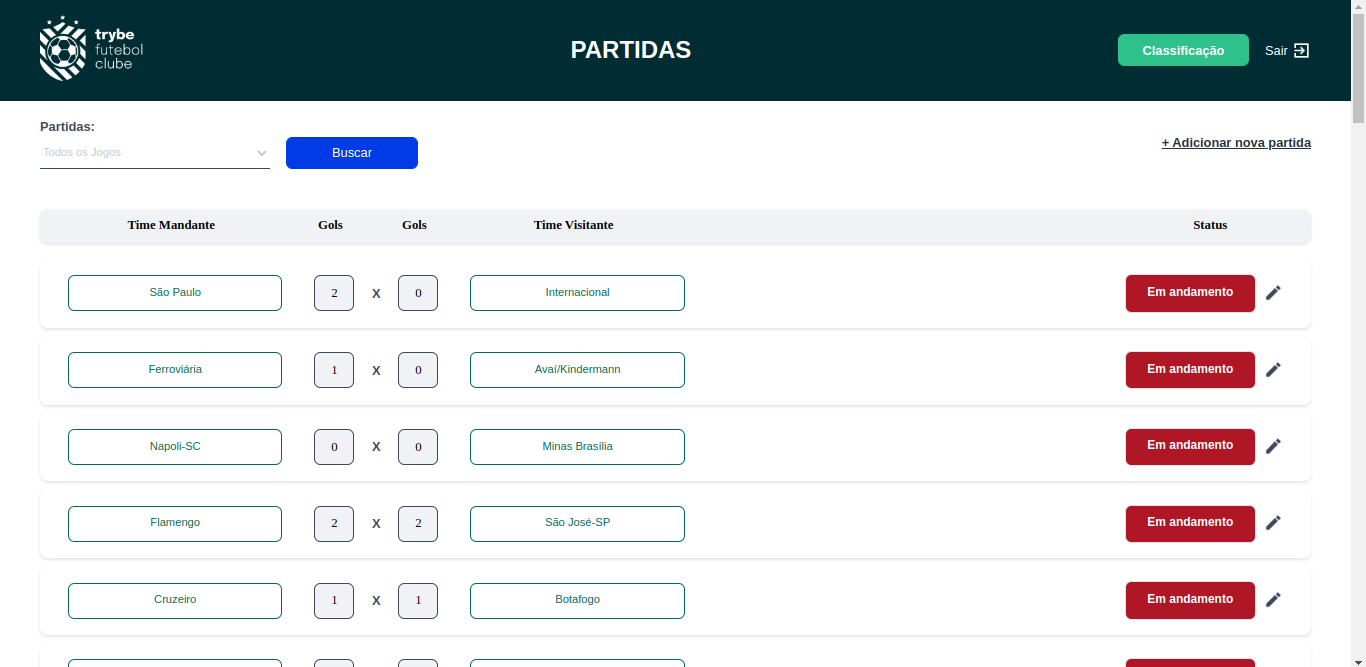 trybe
futebol
clube
PARTIDAS
Classificação
Sair
Partidas:
Todos os Jogos
Buscar
+ Adicionar nova partida
Time Mandante Gols Gols Time Visitante Status
São Paulo 2 X 0 Internacional Em andamento
Ferroviária 1 X 0 Avaí/Kindermann Em andamento
Napoli-SC 0 X 0 Minas Brasília Em andamento
Flamengo 2 X 2 São José-SP Em andamento
Cruzeiro 1 X 1 Botafogo Em andamento